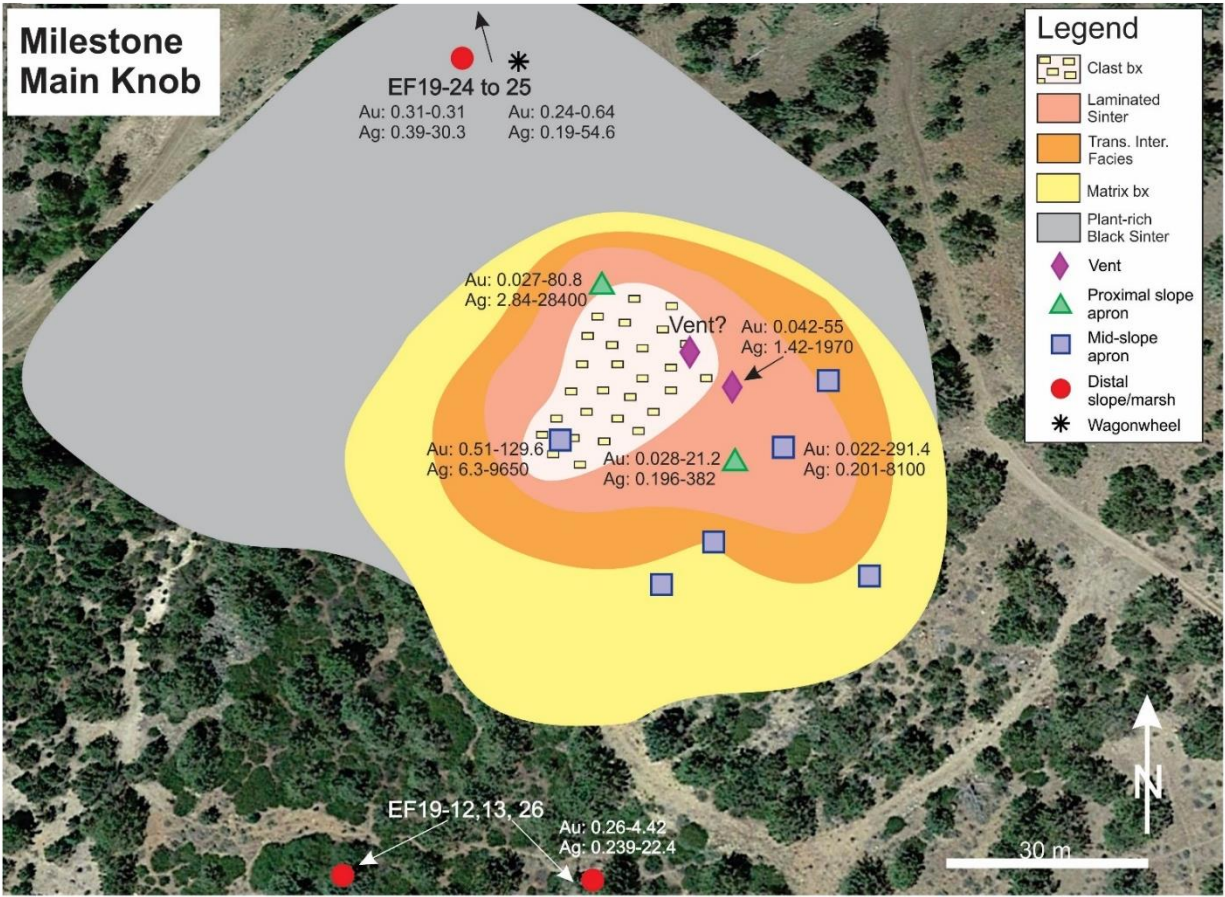 Milestone
Main Knob
EF19-24 to 25
Au: 0.31-0.31
Ag: 0.39-30.3
Au: 0.24-0.64
Ag: 0.19-54.6
Au: 0.027-80.8
Ag: 2.84-28400
Vent?
Au: 0.042-55
Ag: 1.42-1970
Au: 0.51-129.6
Ag: 6.3-9650
Au: 0.028-21.2
Ag: 0.196-382
Au: 0.022-291.4
Ag: 0.201-8100
EF19-12,13, 26
Au: 0.26-4.42
Ag: 0.239-22.4
Legend
Clast bx
Laminated
Sinter
Trans. Inter.
Facies
Matrix bx
Plant-rich
Black Sinter
Vent
Proximal slope
apron
Mid-slope
apron
Distal
slope/marsh
Wagonwheel
N
30 m